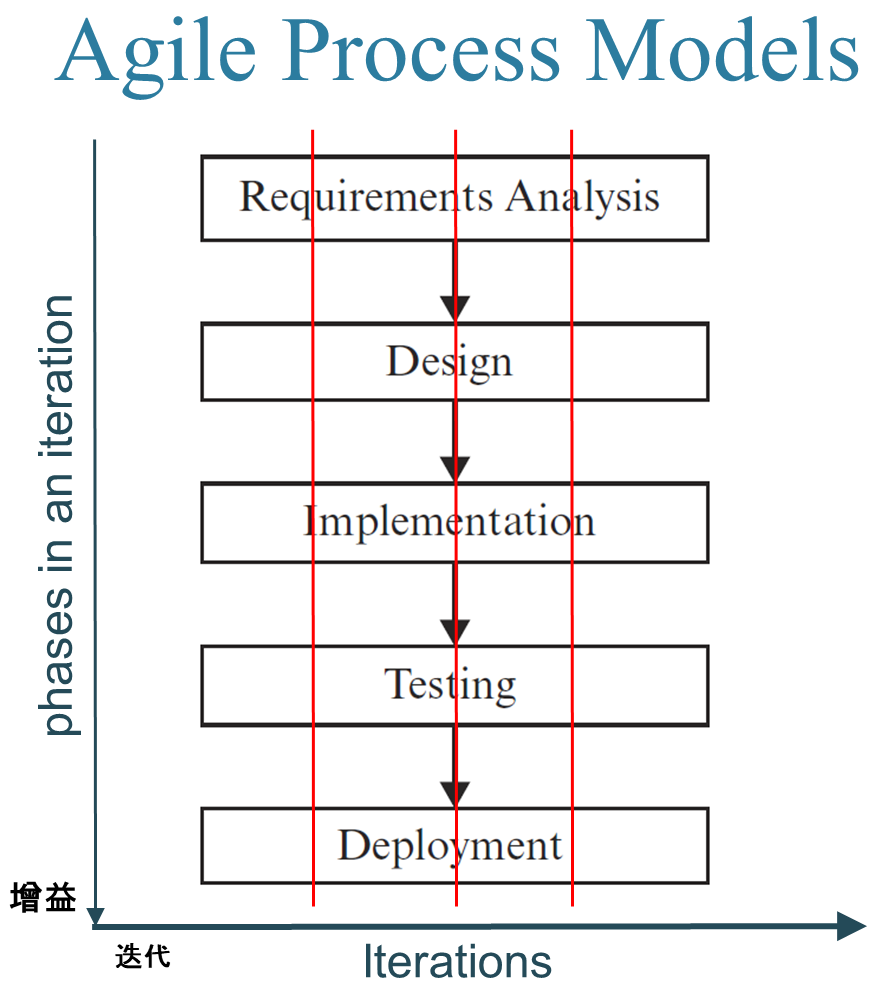 Agile Process Models
phases in an iteration
Requirements Analysis
Design
Implementation
Testing
Deployment
增益
迭代
Iterations